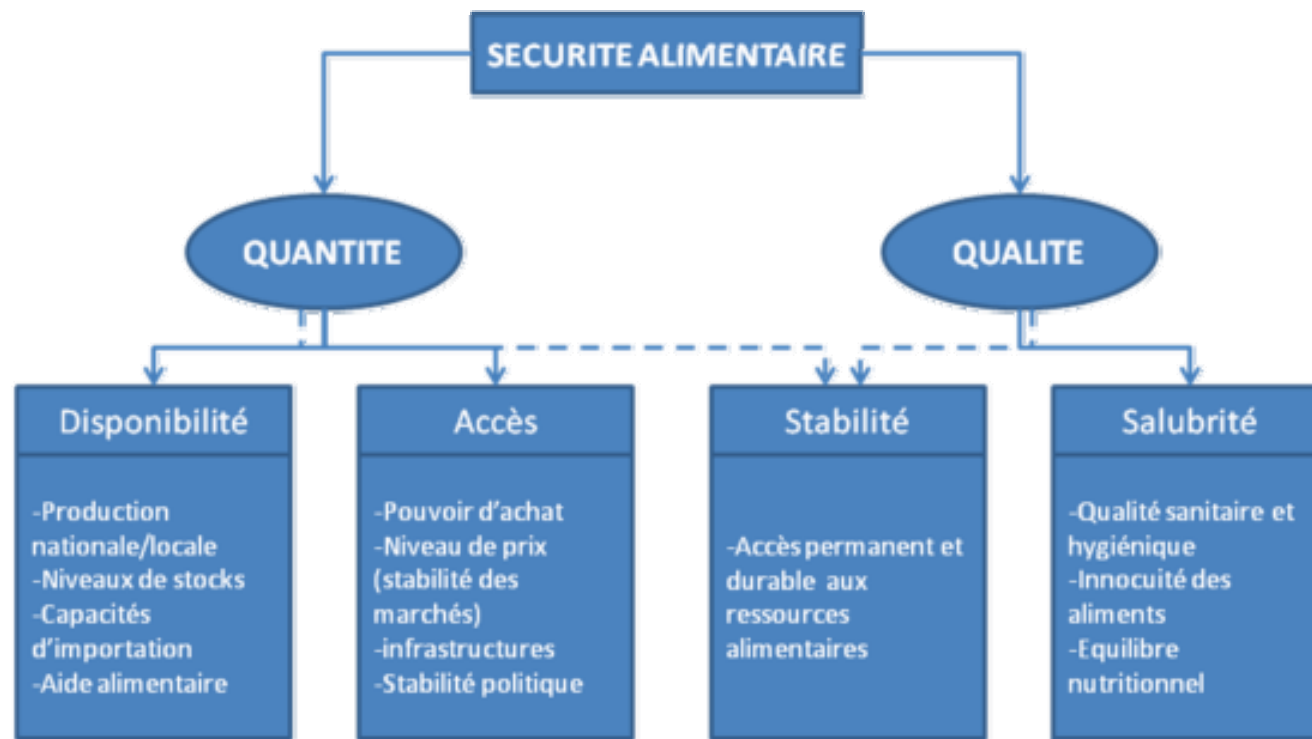 SECURITE ALIMENTAIRE
QUANTITE
QUALITE
Disponibilité
-Production
nationale/locale
-Niveaux de stocks
-Capacités
d'importation
-Aide alimentaire
Accès
-Pouvoir d'achat
-Niveau de prix
(stabilité des
marchés)
-infrastructures
-Stabilité politique
Stabilité
-Accès permanent et
durable aux
ressources
alimentaires
Salubrité
-Qualité sanitaire et
hygiénique
-Innocuité des
aliments
-Equilibre
nutritionnel